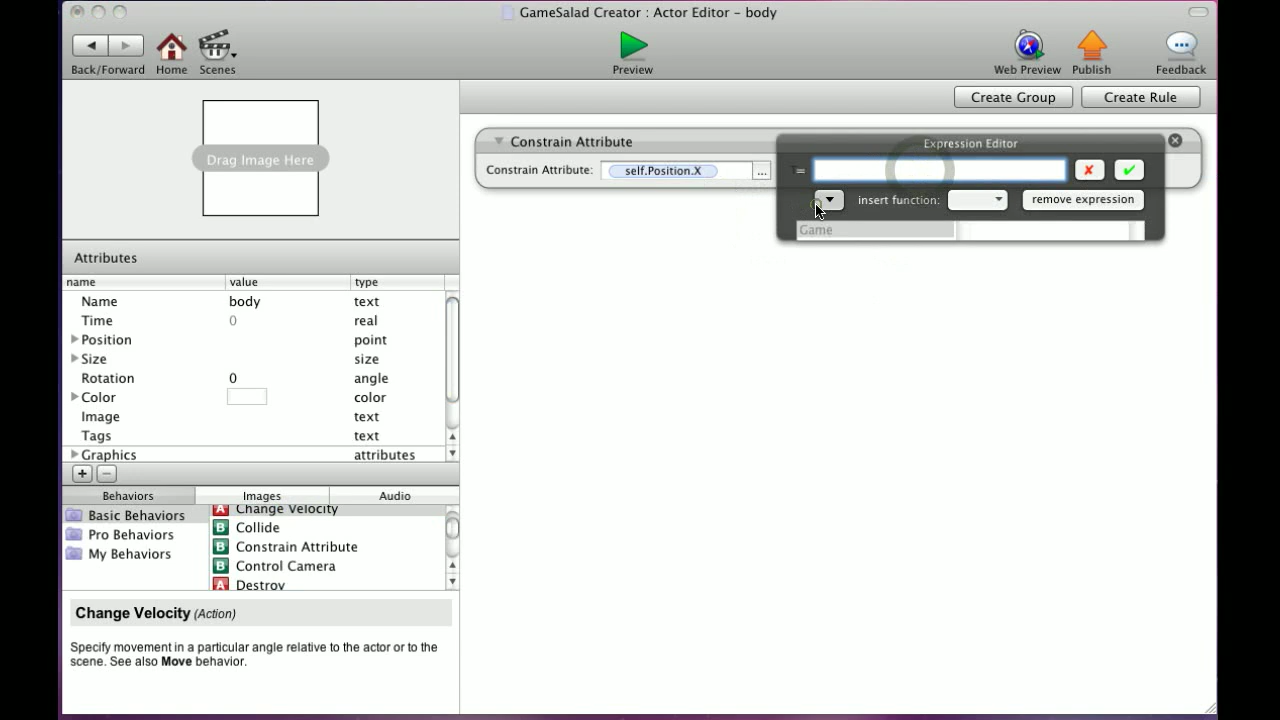 GameSalad Creator : Actor Editor – body
Back/Forward Home Scenes Preview Web Preview Publish Feedback
Create Group Create Rule
Drag Image Here
Constrain Attribute
Constrain Attribute: self.Position.X ...
Expression Editor
=
insert function: remove expression
Game
Attributes
name value type
Name body text
Time 0 real
Position point
Size size
Rotation 0 angle
Color color
Image text
Tags text
Graphics attributes
Behaviors Images Audio
Basic Behaviors
Pro Behaviors
My Behaviors
A Change Velocity
B Collide
B Constrain Attribute
B Control Camera
A Destroy
Change Velocity (Action)
Specify movement in a particular angle relative to the actor or to the
scene. See also Move behavior.